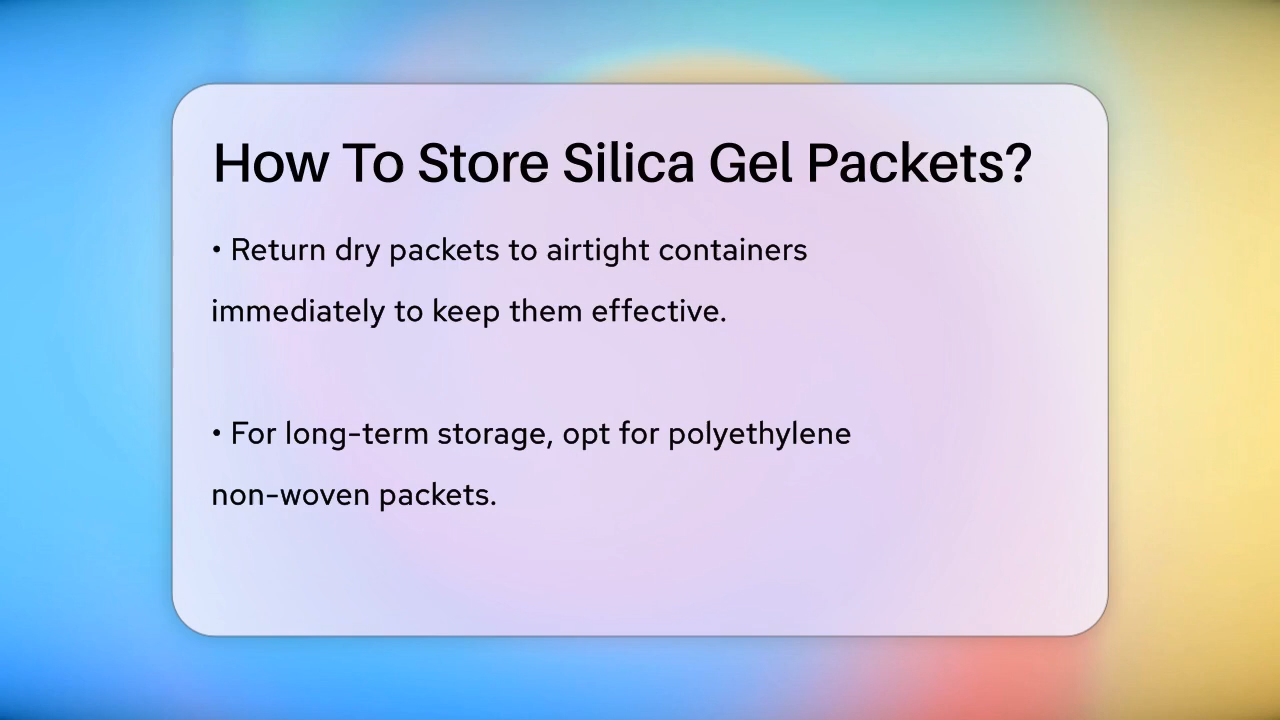 How To Store Silica Gel Packets?
• Return dry packets to airtight containers
immediately to keep them effective.
• For long-term storage, opt for polyethylene
non-woven packets.